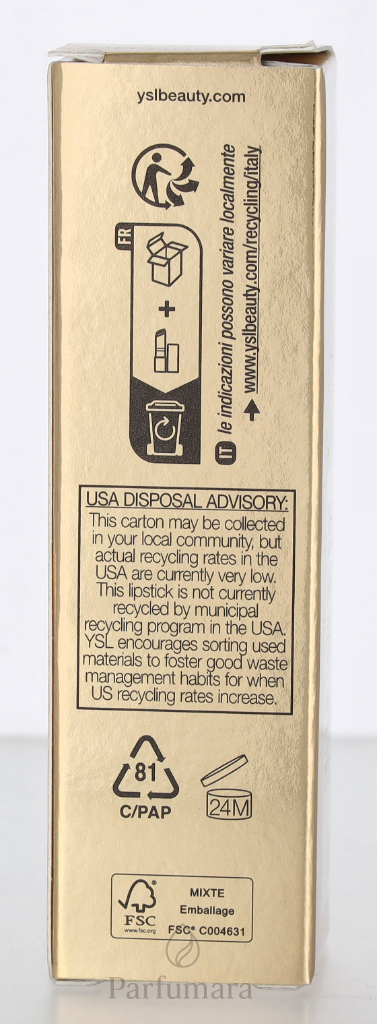 yslbeauty.com
FR
+
IT le indicazioni possono variare localmente
www.yslbeauty.com/recycling/italy
USA DISPOSAL ADVISORY:
This carton may be collected
in your local community, but
actual recycling rates in the
USA are currently very low.
This lipstick is not currently
recycled by municipal
recycling program in the USA.
YSL encourages sorting used
materials to foster good waste
management habits for when
US recycling rates increase.
81
C/PAP
24M
FSC
www.fsc.org
MIXTE
Emballage
FSC® C004631
Parfumara